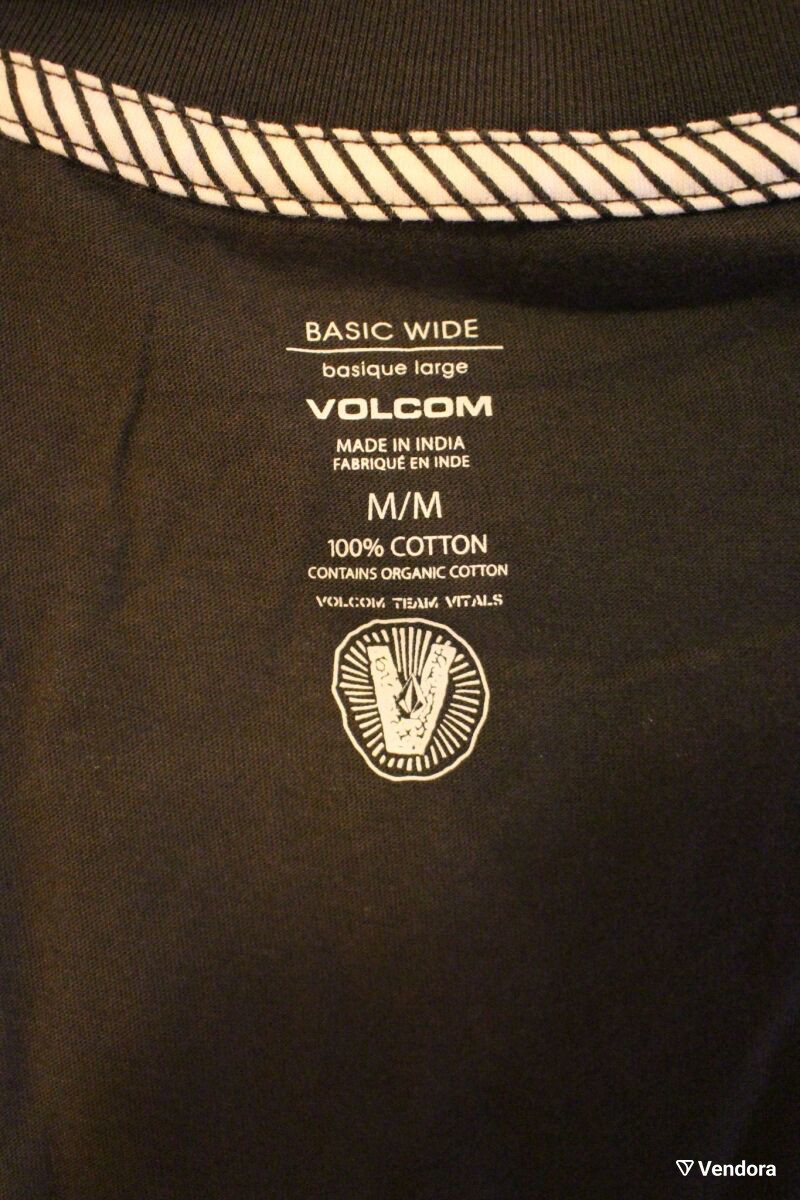 BASIC WIDE
basique large
VOLCOM
MADE IN INDIA
FABRIQUÉ EN INDE
M/M
100% COTTON
CONTAINS ORGANIC COTTON
VOLCOM TEAM VITALS
V
Vendora